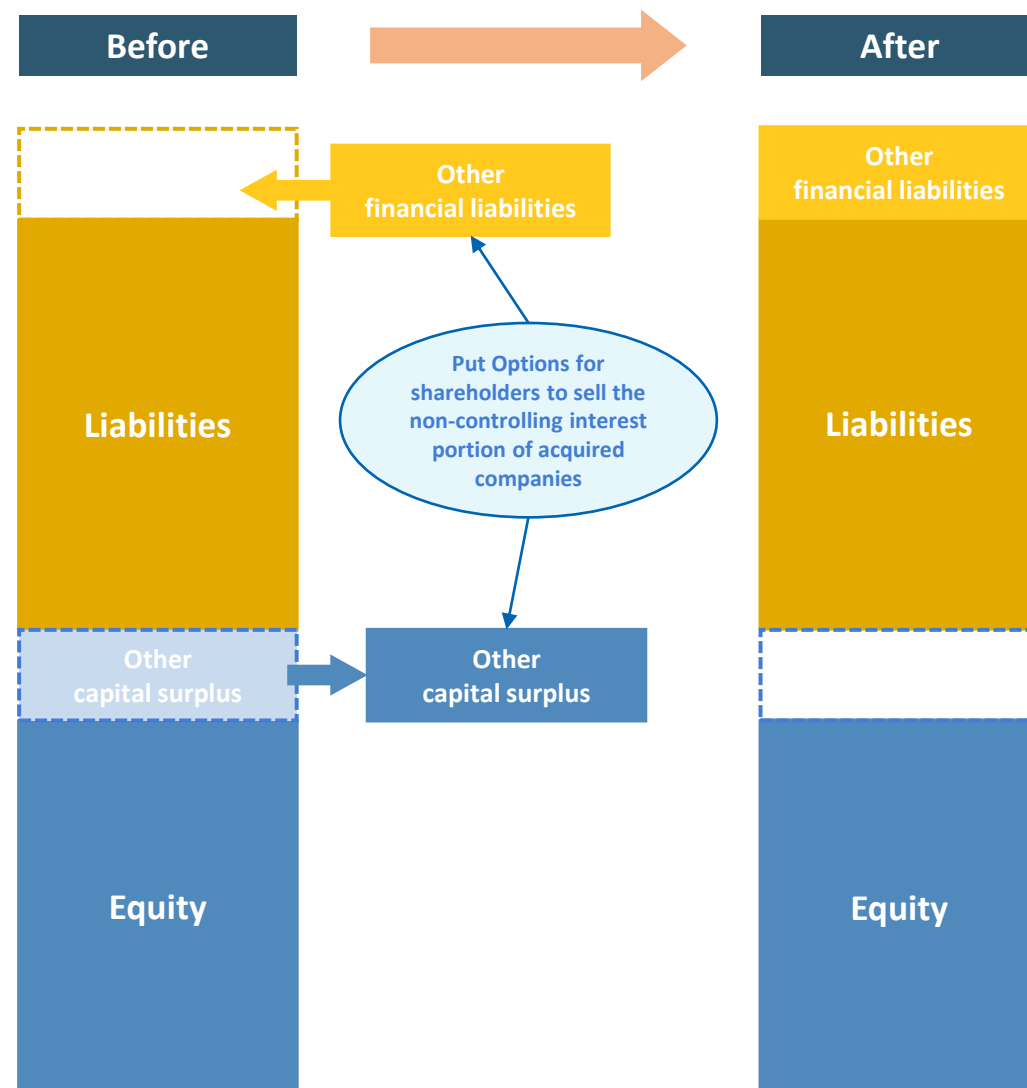 Before
After
Other
financial liabilities
Other
financial liabilities
Put Options for
shareholders to sell the
non-controlling interest
portion of acquired
companies
Liabilities
Liabilities
Other
capital surplus
Other
capital surplus
Equity
Equity